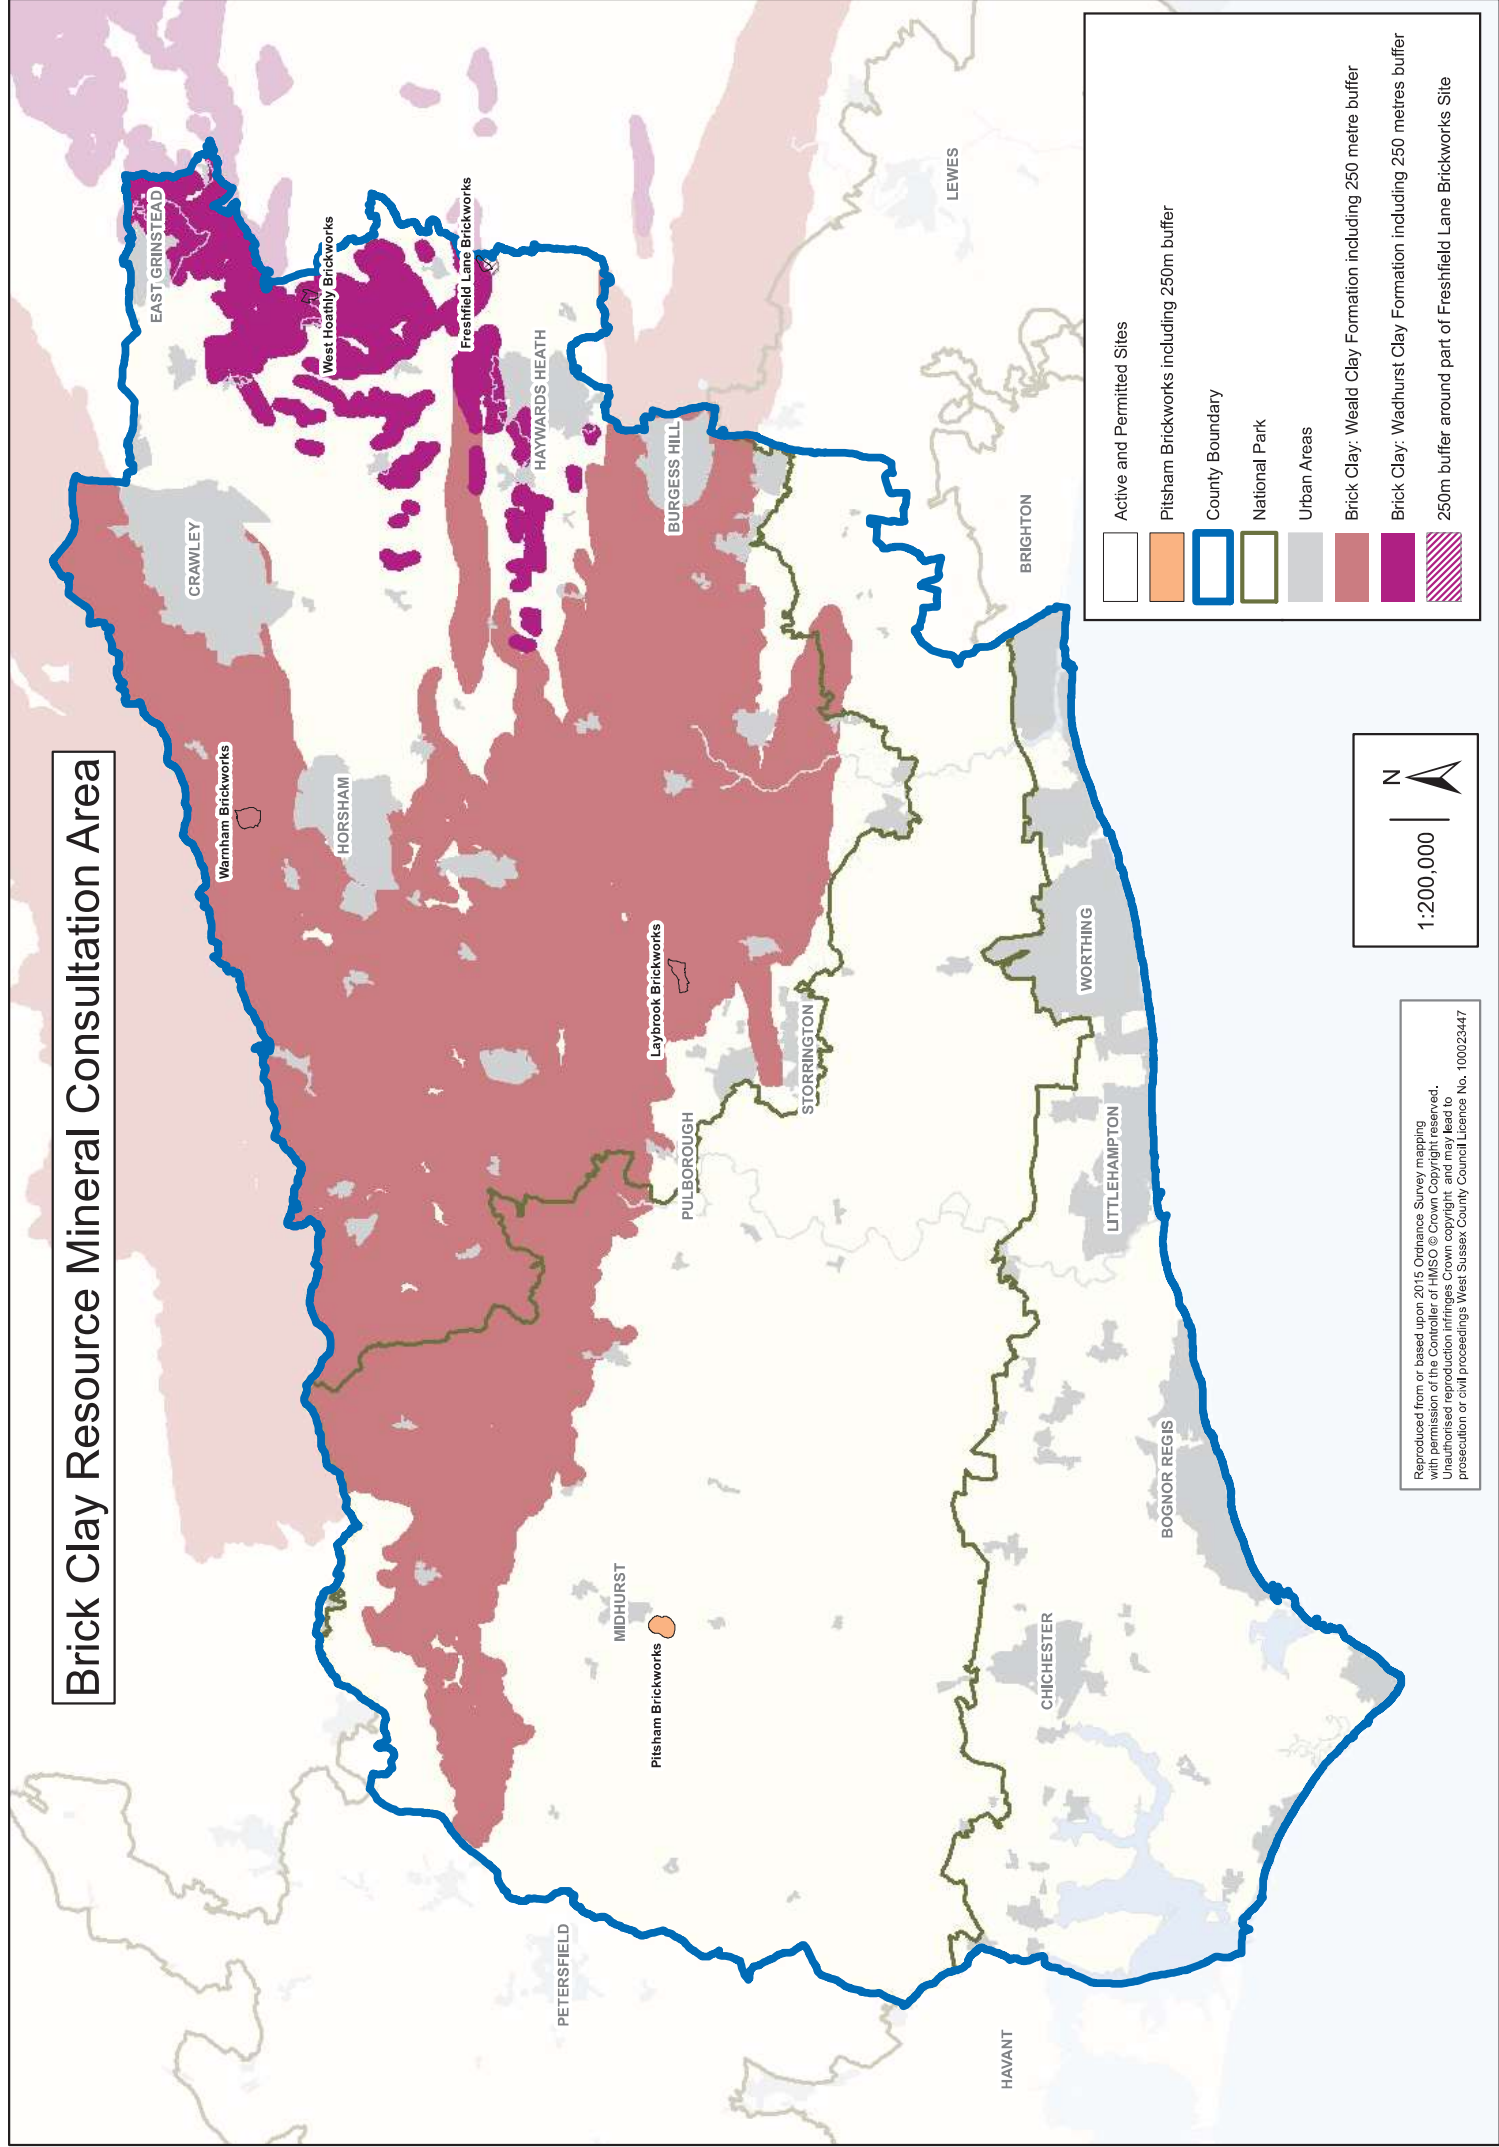 Brick Clay Resource Mineral Consultation Area
EAST GRINSTEAD
CRAWLEY
West Hoathly Brickworks
Freshfield Lane Brickworks
Warnham Brickworks
HORSHAM
HAYWARDS HEATH
BURGESS HILL
LEWES
Laybrook Brickworks
PULBOROUGH
STORRINGTON
MIDHURST
Pitsham Brickworks
PETERSFIELD
BRIGHTON
WORTHING
LITTLEHAMPTON
BOGNOR REGIS
CHICHESTER
HAVANT
Active and Permitted Sites
Pitsham Brickworks including 250m buffer
County Boundary
National Park
Urban Areas
Brick Clay: Weald Clay Formation including 250 metre buffer
Brick Clay: Wadhurst Clay Formation including 250 metres buffer
250m buffer around part of Freshfield Lane Brickworks Site
1:200,000
N
Reproduced from or based upon 2015 Ordnance Survey mapping
with permission of the Controller of HMSO © Crown Copyright reserved.
Unauthorised reproduction infringes Crown copyright and may lead to
prosecution or civil proceedings West Sussex County Council Licence No. 100023447